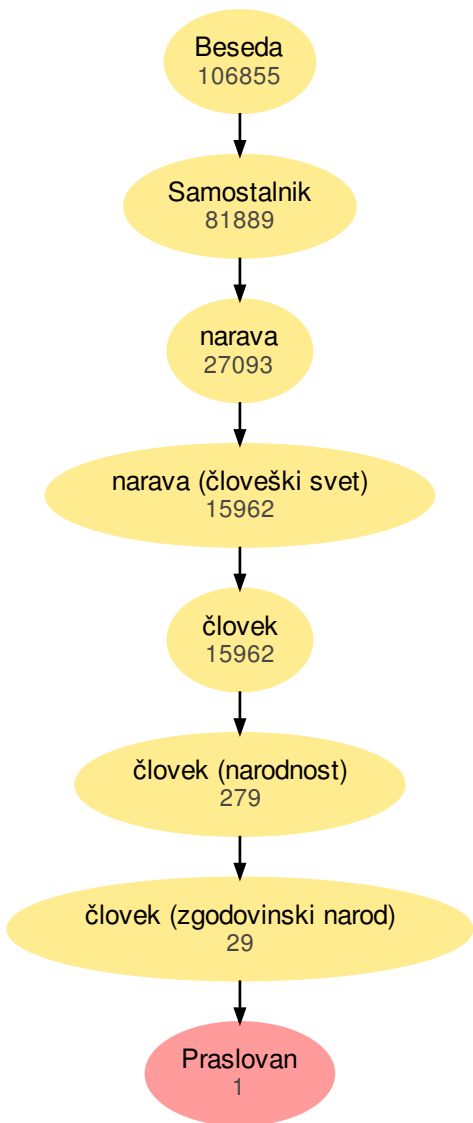 Beseda
106855
Samostalnik
81889
narava
27093
narava (človeški svet)
15962
človek
15962
človek (narodnost)
279
človek (zgodovinski narod)
29
Praslovan
1